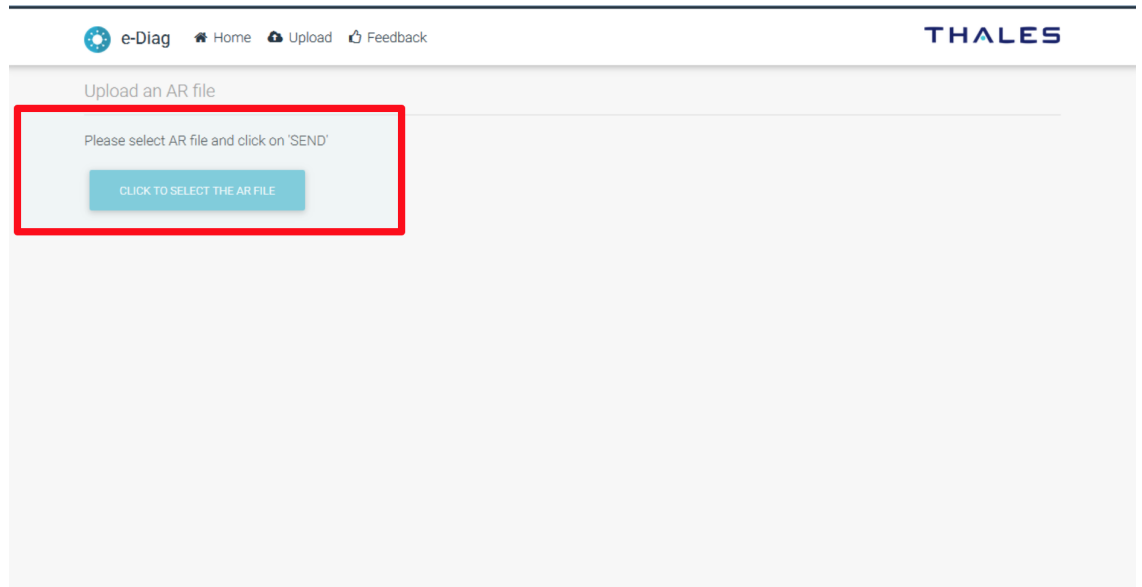 e-Diag Home Upload Feedback THALES
Upload an AR file
Please select AR file and click on 'SEND'
CLICK TO SELECT THE AR FILE